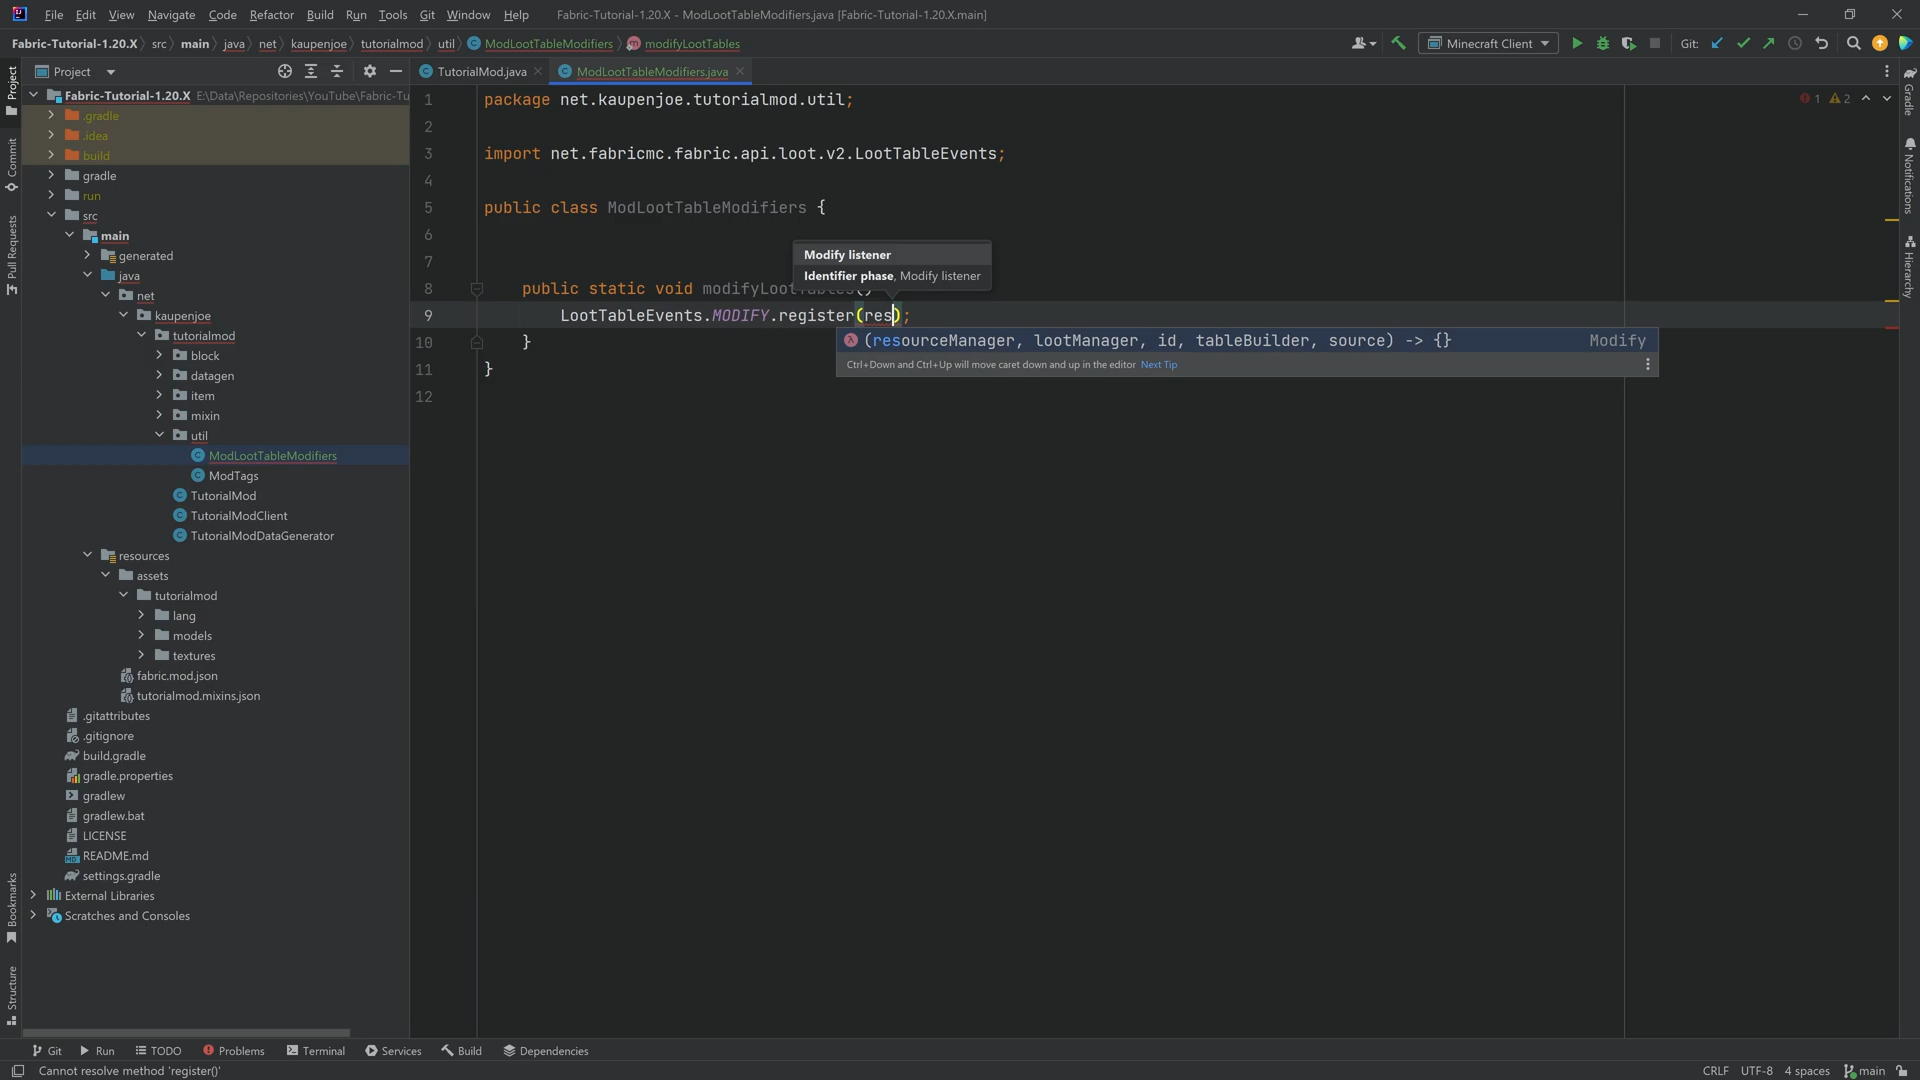 File Edit View Navigate Code Refactor Build Run Tools Git Window Help Fabric-Tutorial-1.20.X - ModLootTableModifiers.java [Fabric-Tutorial-1.20.X.main]
Fabric-Tutorial-1.20.X src main java net kaupenjoe tutorialmod util ModLootTableModifiers modifyLootTables Minecraft Client Git:
Project TutorialMod.java ModLootTableModifiers.java
Project
Commit
Pull Requests
Bookmarks
Structure
Fabric-Tutorial-1.20.X E:\Data\Repositories\YouTube\Fabric-Tu
.gradle
.idea
build
gradle
run
src
main
generated
java
net
kaupenjoe
tutorialmod
block
datagen
item
mixin
util
ModLootTableModifiers
ModTags
TutorialMod
TutorialModClient
TutorialModDataGenerator
resources
assets
tutorialmod
lang
models
textures
fabric.mod.json
tutorialmod.mixins.json
.gitattributes
.gitignore
build.gradle
gradle.properties
gradlew
gradlew.bat
LICENSE
README.md
settings.gradle
External Libraries
Scratches and Consoles
1 package net.kaupenjoe.tutorialmod.util; 1 2
2
3 import net.fabricmc.fabric.api.loot.v2.LootTableEvents;
4
5 public class ModLootTableModifiers {
6
Modify listener
7
Identifier phase, Modify listener
8 public static void modifyLootTables()
9 LootTableEvents.MODIFY.register(res);
10 }
(resourceManager, lootManager, id, tableBuilder, source) -> {} Modify
Ctrl+Down and Ctrl+Up will move caret down and up in the editor Next Tip
11 }
12
Gradle
Notifications
Hierarchy
Git Run TODO Problems Terminal Services Build Dependencies
Cannot resolve method 'register()' CRLF UTF-8 4 spaces main